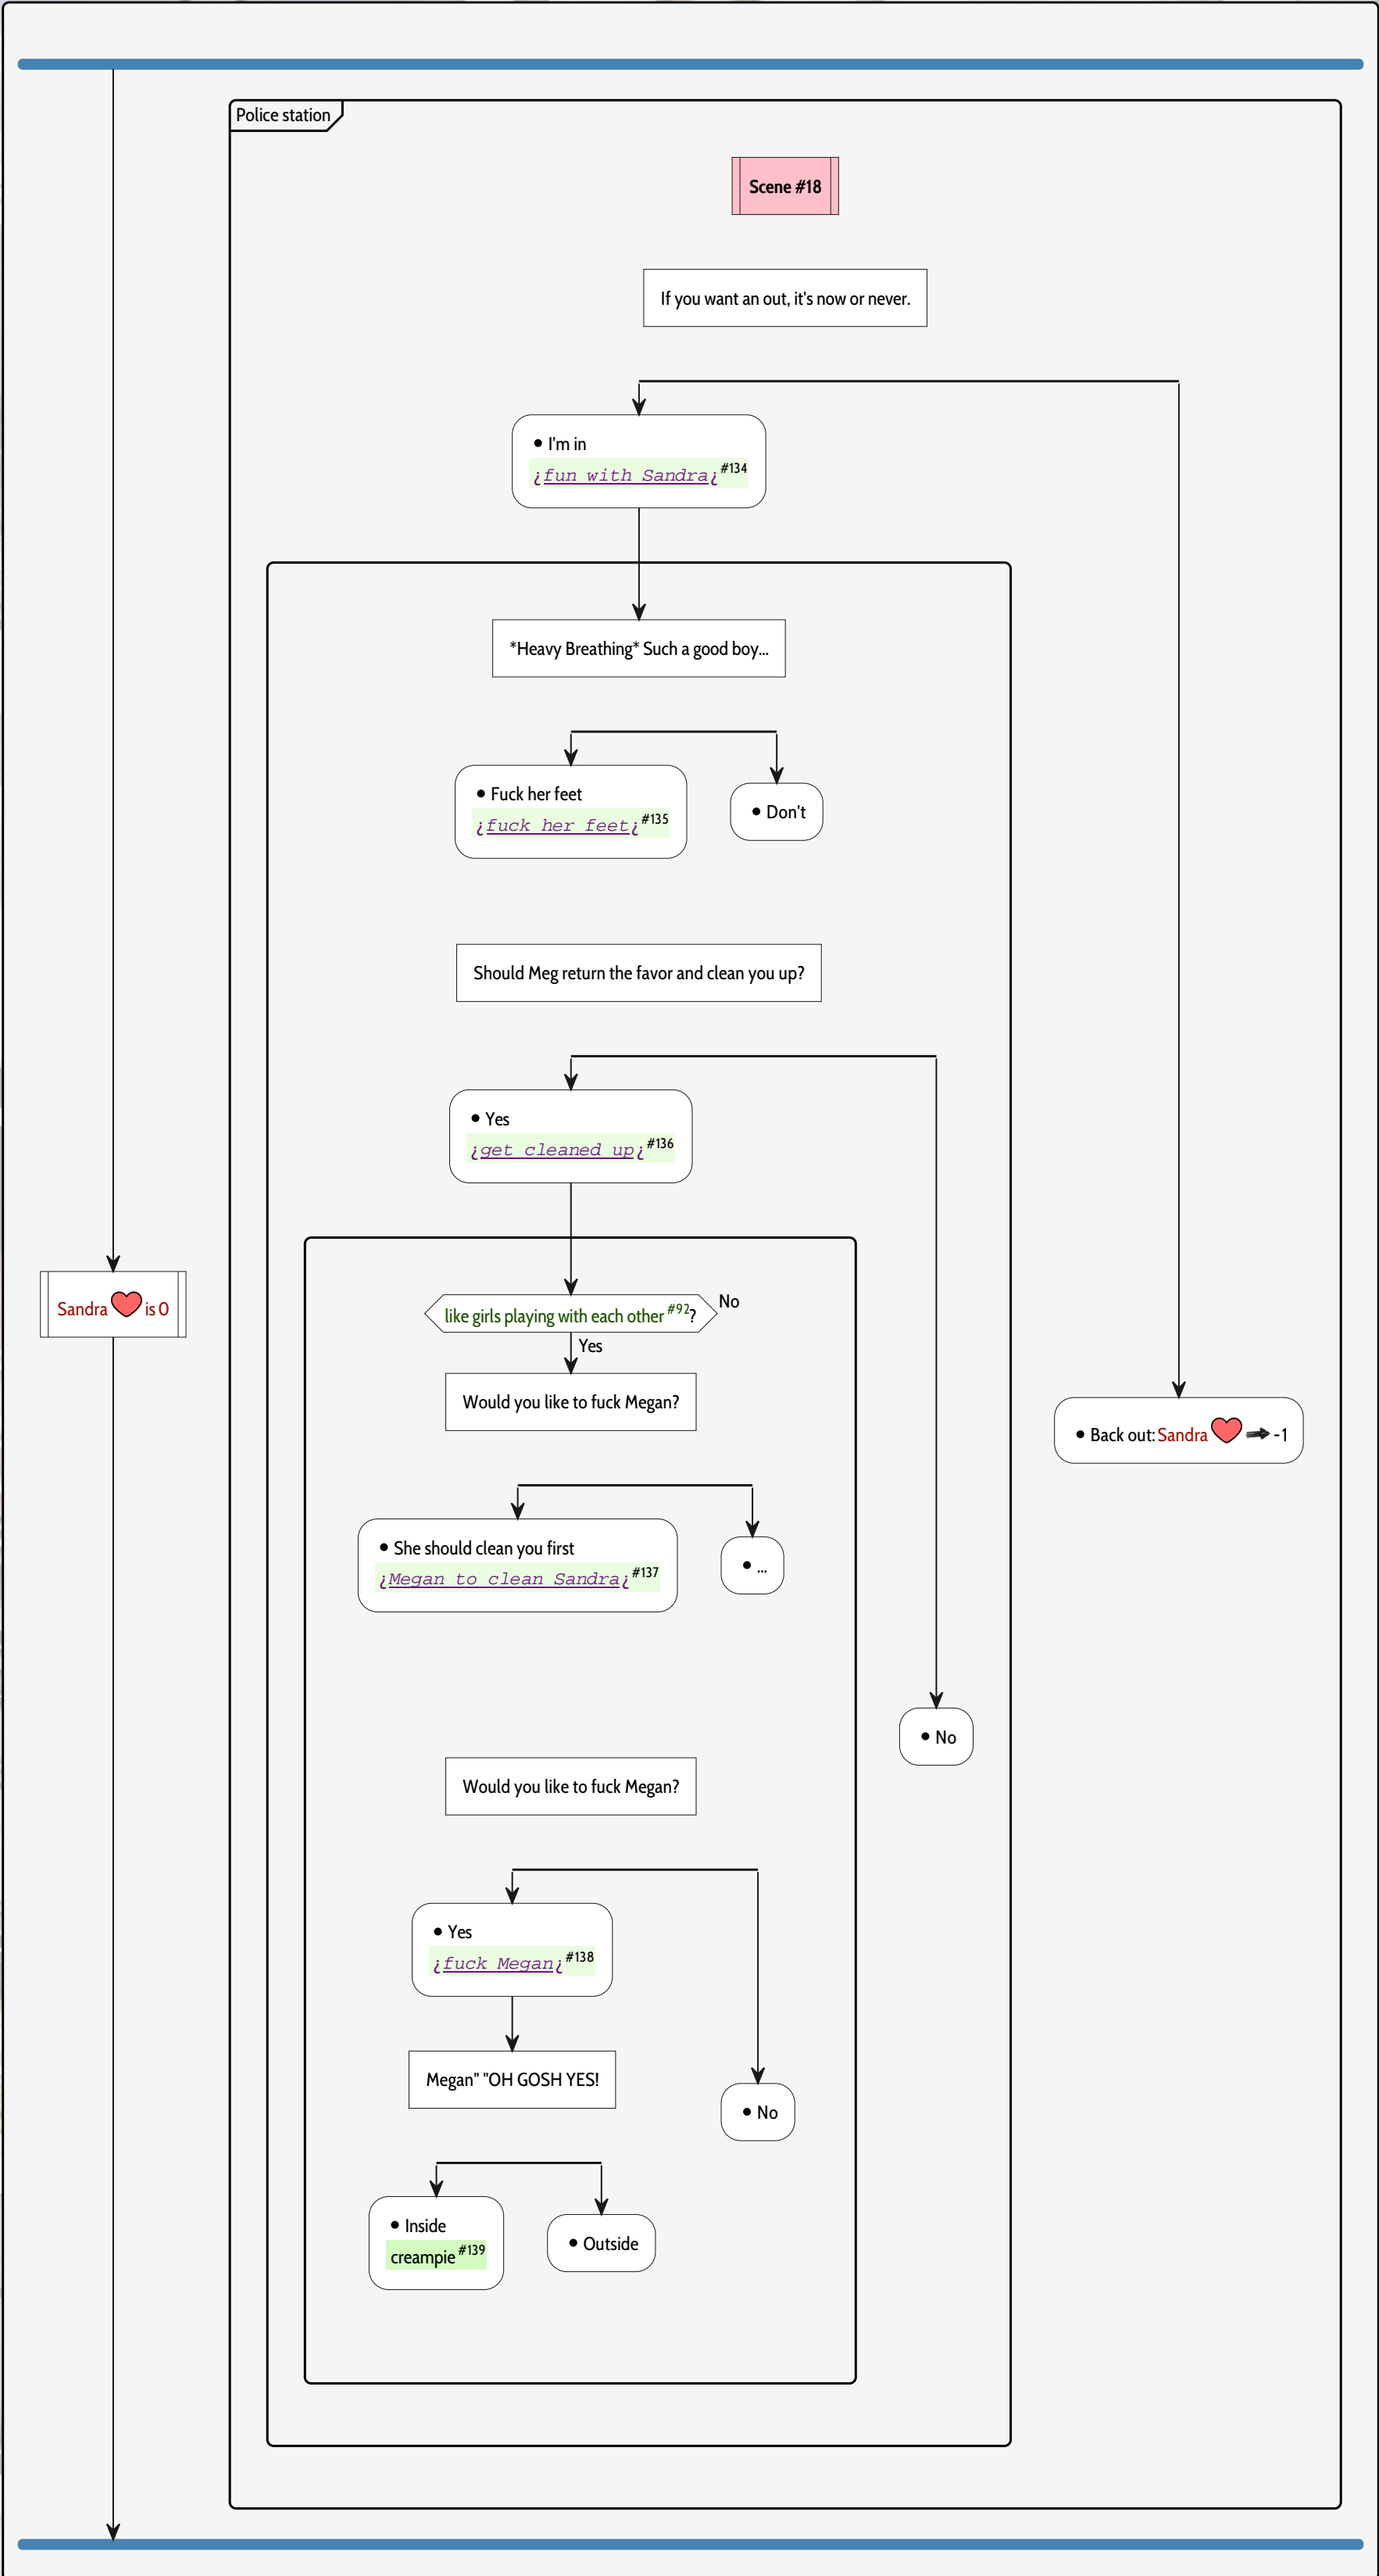 Police station
Scene #18
If you want an out, it's now or never.
• I'm in
¿fun with Sandra¿ #134
*Heavy Breathing* Such a good boy...
• Fuck her feet
¿fuck her feet¿ #135
• Don't
Should Meg return the favor and clean you up?
• Yes
¿get cleaned up¿ #136
Sandra ❤ is 0
like girls playing with each other #92?
No
Yes
Would you like to fuck Megan?
• Back out: Sandra ❤ ➡ -1
• She should clean you first
¿Megan to clean Sandra¿ #137
• ...
• No
Would you like to fuck Megan?
• Yes
¿fuck Megan¿ #138
Megan" "OH GOSH YES!
• No
• Inside
creampie #139
• Outside